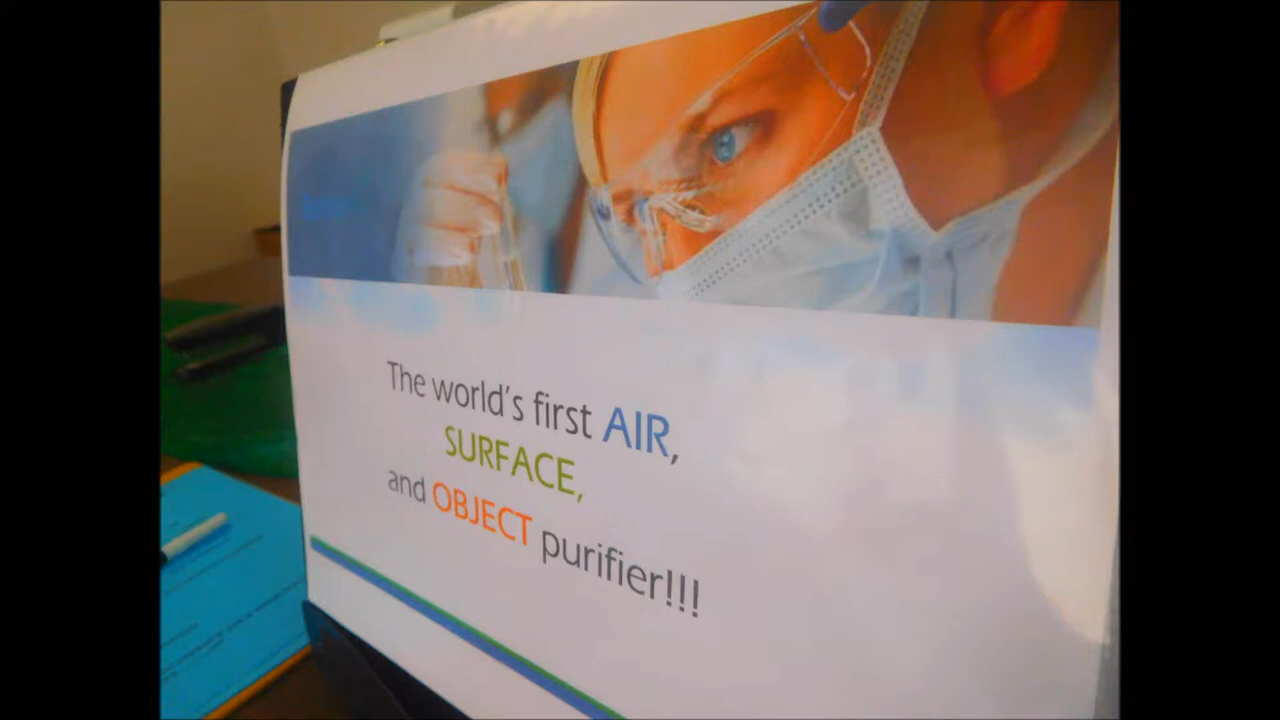 The world's first AIR,
SURFACE,
and OBJECT purifier!!!